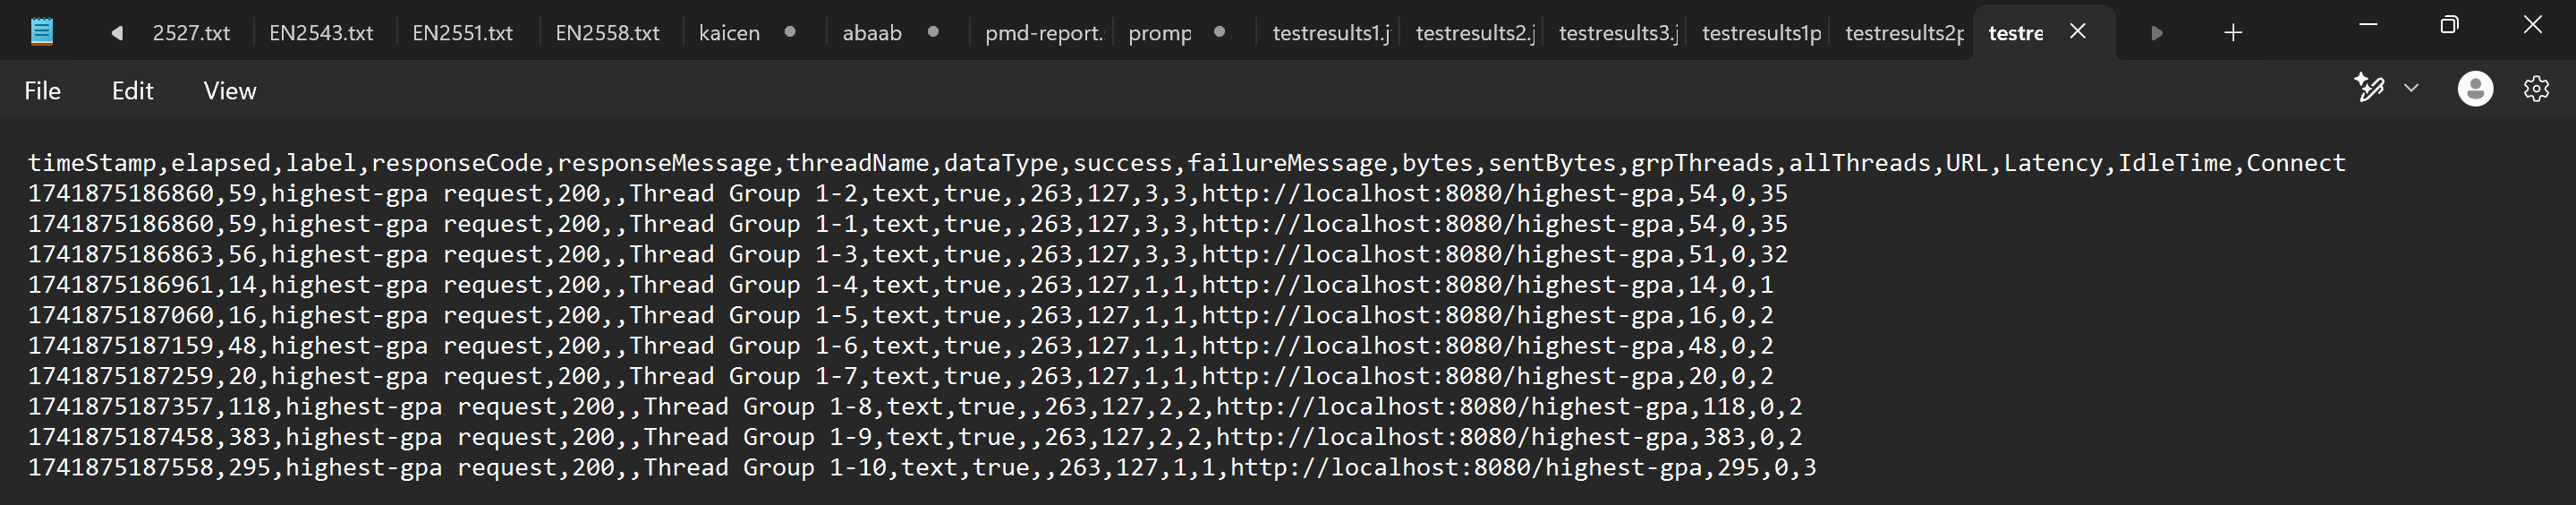 2527.txt EN2543.txt EN2551.txt EN2558.txt kaicen abaab pmd-report. promp testresults1.j testresults2.j testresults3.j testresults1p testresults2p testre
File Edit View
timeStamp,elapsed,label,responseCode,responseMessage,threadName,dataType,success,failureMessage,bytes,sentBytes,grpThreads,allThreads,URL,Latency,IdleTime,Connect
1741875186860,59,highest-gpa request,200,,Thread Group 1-2,text,true,,263,127,3,3,http://localhost:8080/highest-gpa,54,0,35
1741875186860,59,highest-gpa request,200,,Thread Group 1-1,text,true,,263,127,3,3,http://localhost:8080/highest-gpa,54,0,35
1741875186863,56,highest-gpa request,200,,Thread Group 1-3,text,true,,263,127,3,3,http://localhost:8080/highest-gpa,51,0,32
1741875186961,14,highest-gpa request,200,,Thread Group 1-4,text,true,,263,127,1,1,http://localhost:8080/highest-gpa,14,0,1
1741875187060,16,highest-gpa request,200,,Thread Group 1-5,text,true,,263,127,1,1,http://localhost:8080/highest-gpa,16,0,2
1741875187159,48,highest-gpa request,200,,Thread Group 1-6,text,true,,263,127,1,1,http://localhost:8080/highest-gpa,48,0,2
1741875187259,20,highest-gpa request,200,,Thread Group 1-7,text,true,,263,127,1,1,http://localhost:8080/highest-gpa,20,0,2
1741875187357,118,highest-gpa request,200,,Thread Group 1-8,text,true,,263,127,2,2,http://localhost:8080/highest-gpa,118,0,2
1741875187458,383,highest-gpa request,200,,Thread Group 1-9,text,true,,263,127,2,2,http://localhost:8080/highest-gpa,383,0,2
1741875187558,295,highest-gpa request,200,,Thread Group 1-10,text,true,,263,127,1,1,http://localhost:8080/highest-gpa,295,0,3